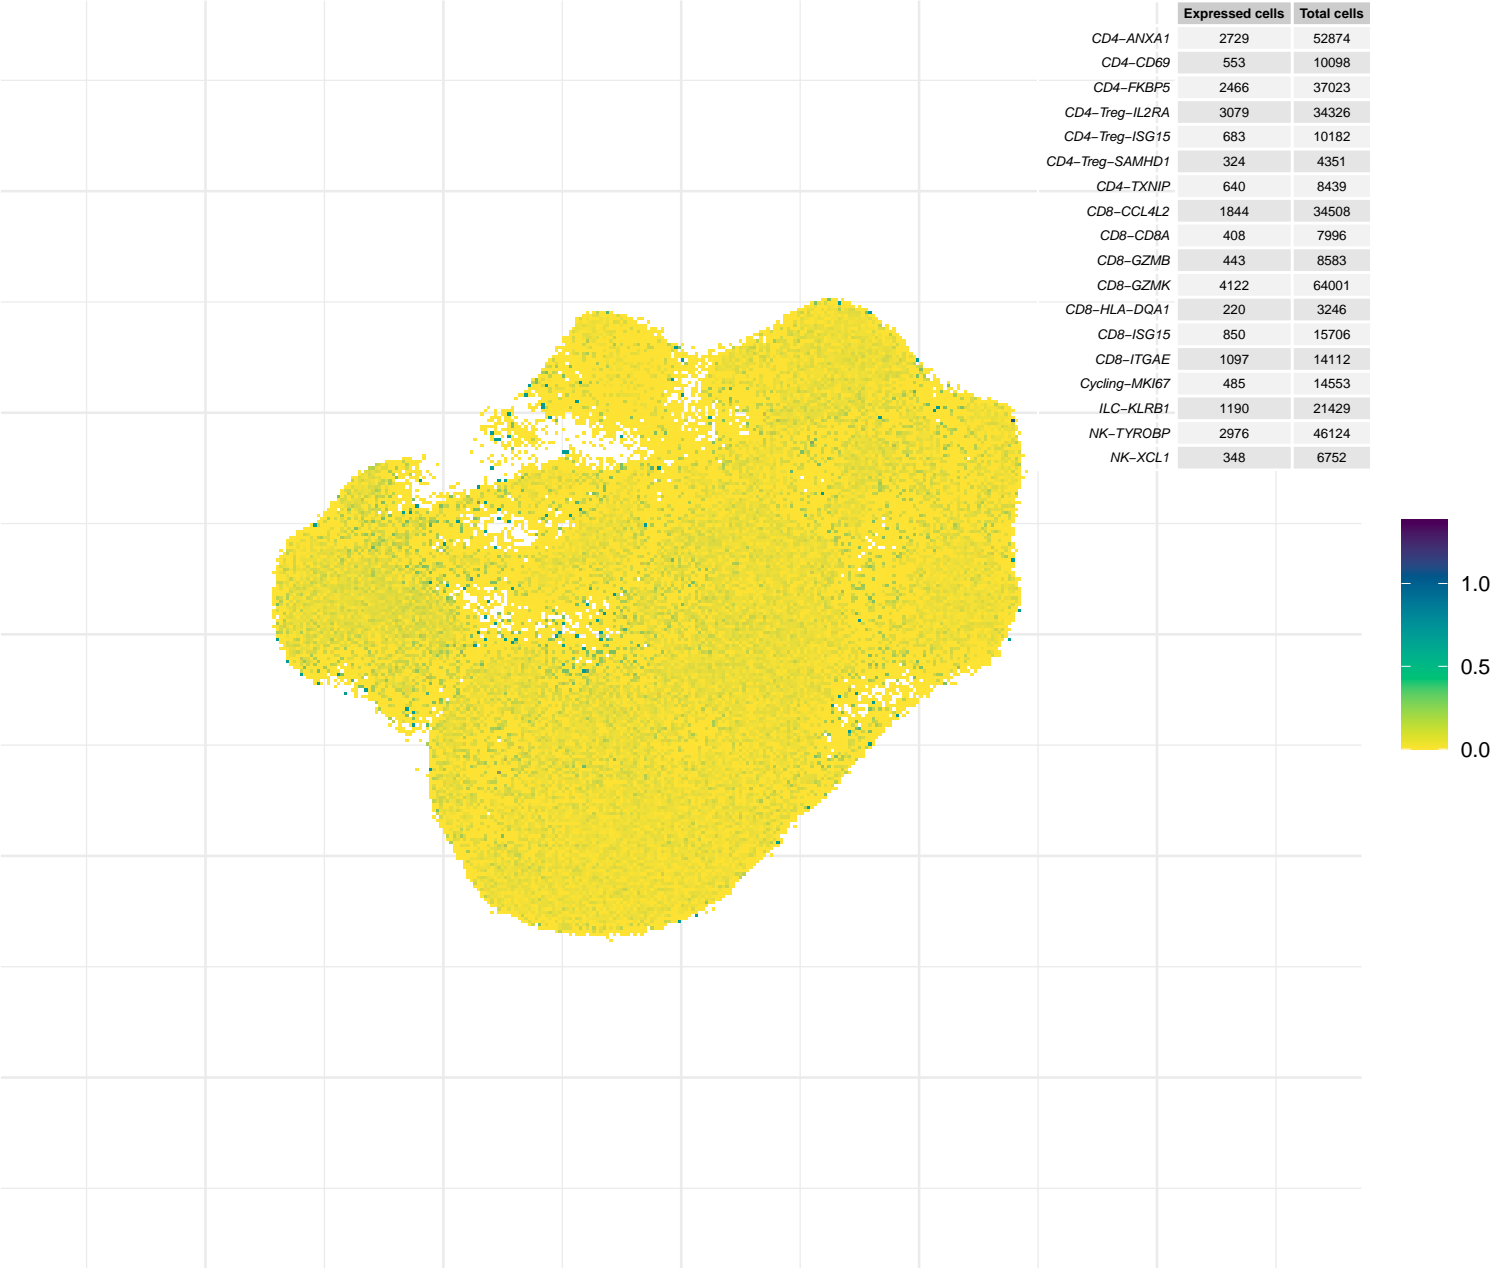 Expressed cells Total cells
CD4−ANXA1 2729 52874
CD4−CD69 553 10098
CD4−FKBP5 2466 37023
CD4−Treg−IL2RA 3079 34326
CD4−Treg−ISG15 683 10182
CD4−Treg−SAMHD1 324 4351
CD4−TXNIP 640 8439
CD8−CCL4L2 1844 34508
CD8−CD8A 408 7996
CD8−GZMB 443 8583
CD8−GZMK 4122 64001
CD8−HLA−DQA1 220 3246
CD8−ISG15 850 15706
CD8−ITGAE 1097 14112
Cycling−MKI67 485 14553
ILC−KLRB1 1190 21429
NK−TYROBP 2976 46124
NK−XCL1 348 6752
1.0
0.5
0.0